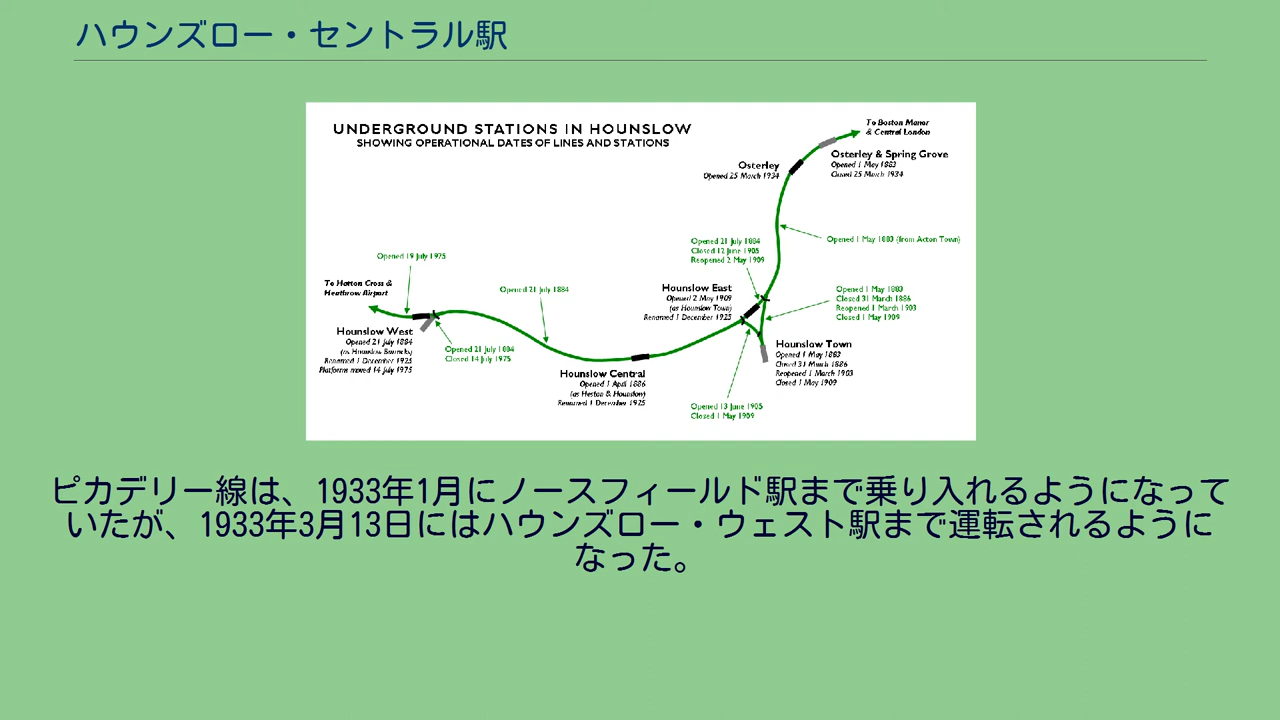 ハウンズロー・セントラル駅
UNDERGROUND STATIONS IN HOUNSLOW
SHOWING OPERATIONAL DATES OF LINES AND STATIONS
To Boston Manor
& Central London
Osterley & Spring Grove
Opened 1 May 1883
Closed 25 March 1934
Osterley
Opened 25 March 1934
Opened 1 May 1883 (from Acton Town)
Opened 21 July 1884
Closed 12 June 1905
Reopened 2 May 1909
Opened 19 July 1975
To Hatton Cross &
Heathrow Airport
Opened 21 July 1884
Hounslow East
Opened 2 May 1909
(as Hounslow Town)
Renamed 1 December 1925
Opened 1 May 1883
Closed 31 March 1886
Reopened 1 March 1903
Closed 1 May 1909
Hounslow West
Opened 21 July 1884
(as Hounslow Barracks)
Renamed 1 December 1925
Platforms moved 14 July 1975
Opened 21 July 1884
Closed 14 July 1975
Hounslow Town
Opened 1 May 1883
Closed 31 March 1886
Reopened 1 March 1903
Closed 1 May 1909
Hounslow Central
Opened 1 April 1886
(as Heston & Hounslow)
Renamed 1 December 1925
Opened 13 June 1905
Closed 1 May 1909
ピカデリー線は、1933年1月にノースフィールド駅まで乗り入れるようになって
いたが、1933年3月13日にはハウンズロー・ウェスト駅まで運転されるように
なった。